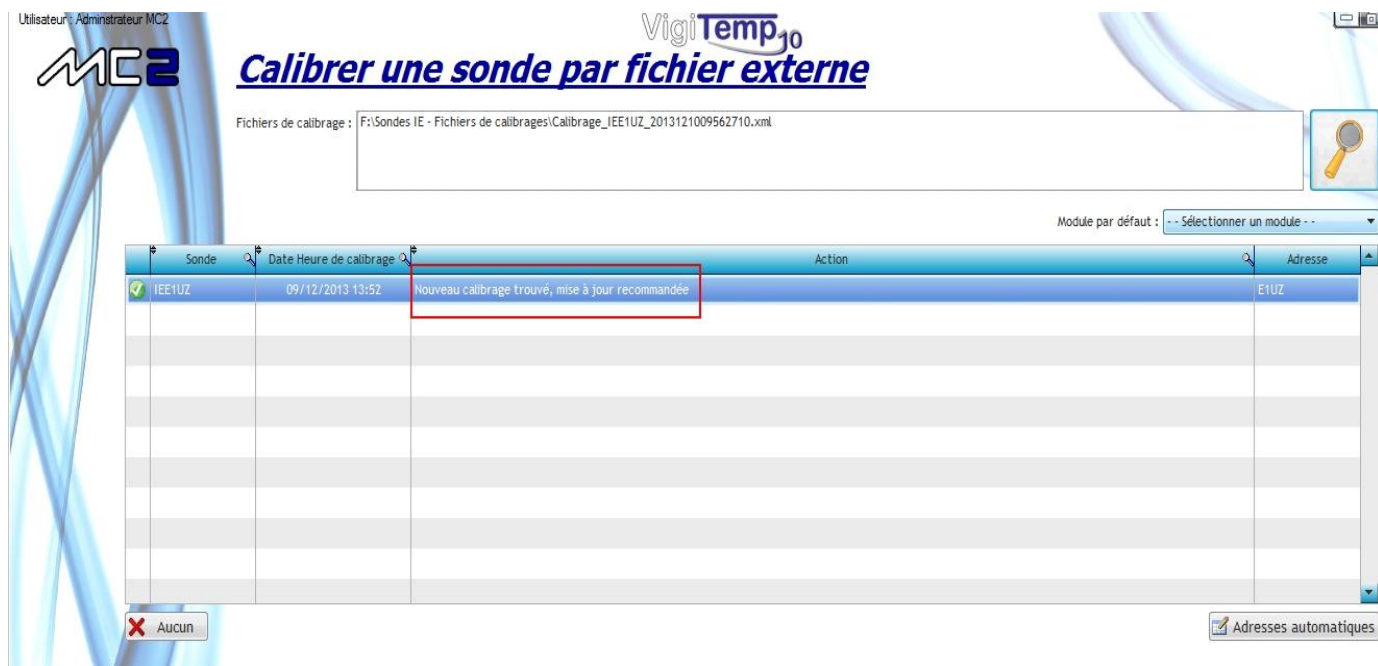 Utilisateur : Adminstrateur MC2
VigiTemp10
MC2
Calibrer une sonde par fichier externe
Fichiers de calibrage : F:\Sondes IE - Fichiers de calibrages\Calibrage_IEE1UZ_2013121009562710.xml
Module par défaut : - - Sélectionner un module - -
Sonde Date Heure de calibrage Action Adresse
IEE1UZ 09/12/2013 13:52 Nouveau calibrage trouvé, mise à jour recommandée E1UZ
Aucun Adresses automatiques